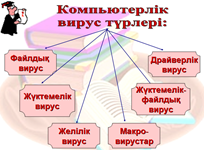 Компьютерлік
вирус түрлері:
Файлдық
вирус
Драйверлік
вирус
Жүктемелік
вирус
Жүктемелік-
файлдық
вирус
Желілік
вирус
Макро-
вирустар